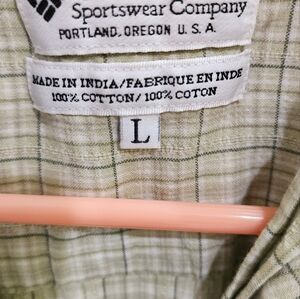 Sportswear Company
PORTLAND, OREGON U. S. A.
MADE IN INDIA/FABRIQUE EN INDE
100% COTTON/100% COTON
L